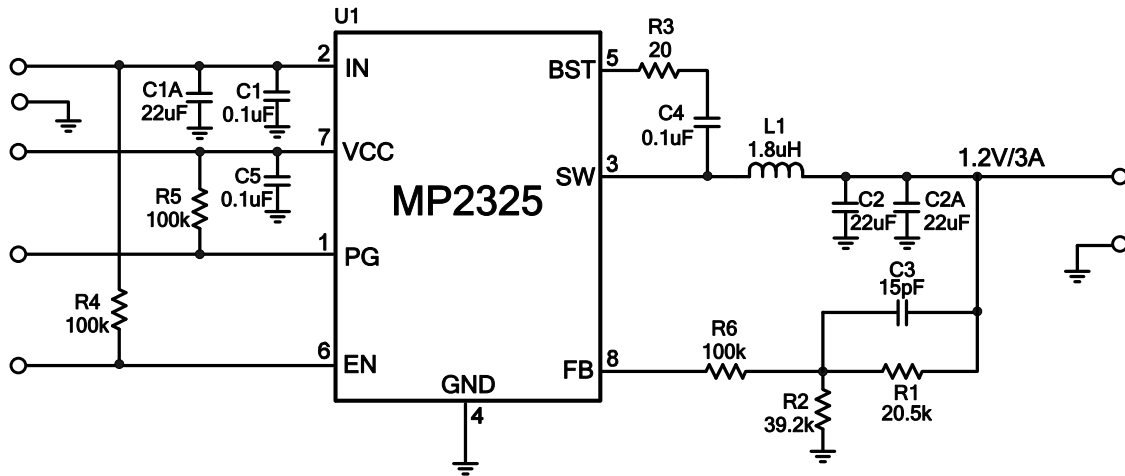 U1
2
IN
C1A
22uF
C1
0.1uF
7
VCC
R5
100k
C5
0.1uF
1
PG
R4
100k
6
EN
MP2325
GND
4
BST
5
R3
20
C4
0.1uF
SW
3
L1
1.8uH
1.2V/3A
C2
22uF
C2A
22uF
C3
15pF
FB
8
R6
100k
R2
39.2k
R1
20.5k